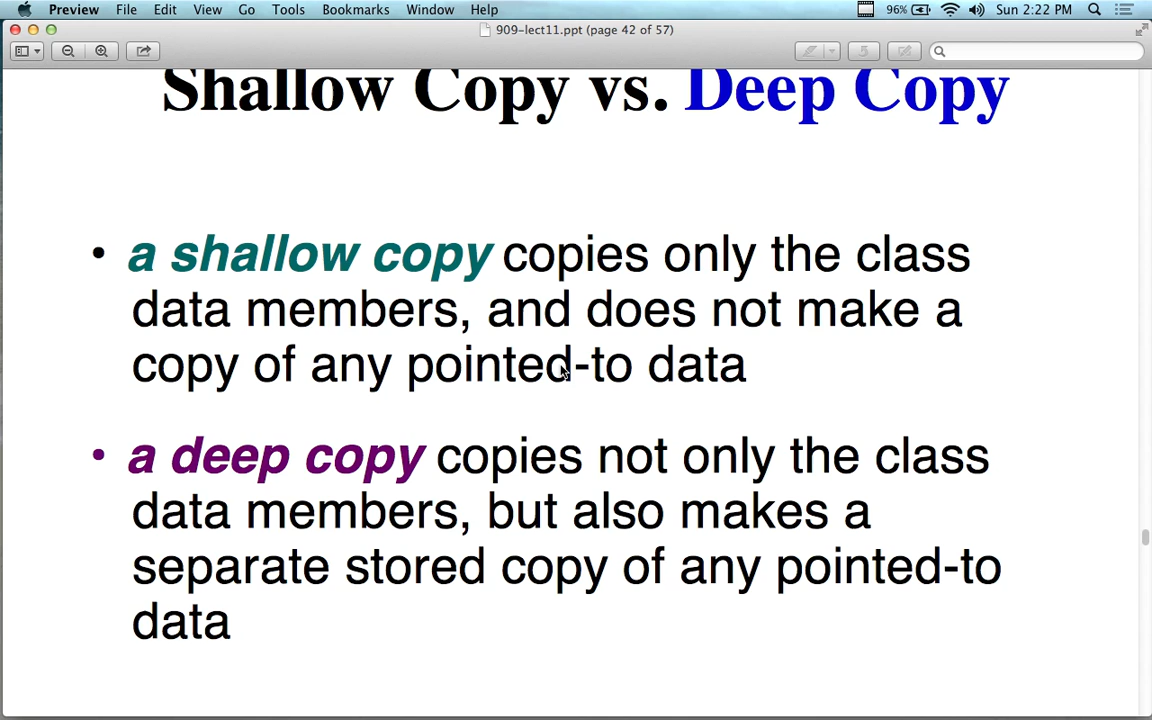 Preview File Edit View Go Tools Bookmarks Window Help 96% Sun 2:22 PM
909-lect11.ppt (page 42 of 57)
Shallow Copy vs. Deep Copy
• a shallow copy copies only the class
data members, and does not make a
copy of any pointed-to data
• a deep copy copies not only the class
data members, but also makes a
separate stored copy of any pointed-to
data